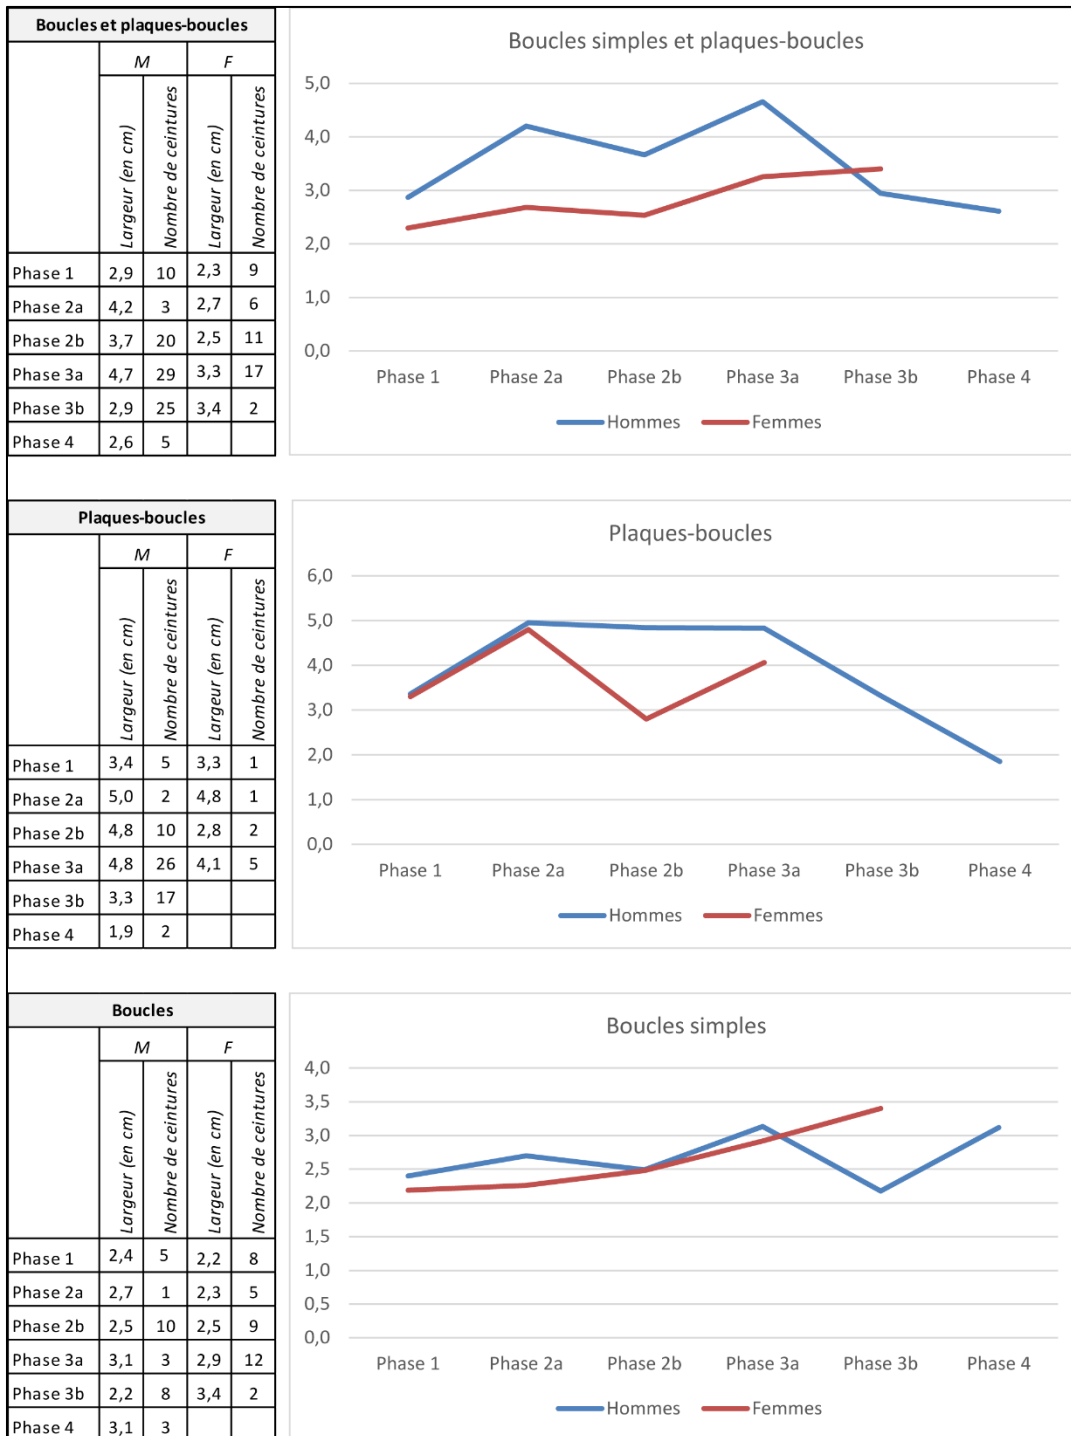 Boucles et plaques-boucles
M F
Largeur (en cm) Nombre de ceintures Largeur (en cm) Nombre de ceintures
Phase 1 2,9 10 2,3 9
Phase 2a 4,2 3 2,7 6
Phase 2b 3,7 20 2,5 11
Phase 3a 4,7 29 3,3 17
Phase 3b 2,9 25 3,4 2
Phase 4 2,6 5
Boucles simples et plaques-boucles
5,0
4,0
3,0
2,0
1,0
0,0
Phase 1 Phase 2a Phase 2b Phase 3a Phase 3b Phase 4
Hommes Femmes
Plaques-boucles
M F
Largeur (en cm) Nombre de ceintures Largeur (en cm) Nombre de ceintures
Phase 1 3,4 5 3,3 1
Phase 2a 5,0 2 4,8 1
Phase 2b 4,8 10 2,8 2
Phase 3a 4,8 26 4,1 5
Phase 3b 3,3 17
Phase 4 1,9 2
Plaques-boucles
6,0
5,0
4,0
3,0
2,0
1,0
0,0
Phase 1 Phase 2a Phase 2b Phase 3a Phase 3b Phase 4
Hommes Femmes
Boucles
M F
Largeur (en cm) Nombre de ceintures Largeur (en cm) Nombre de ceintures
Phase 1 2,4 5 2,2 8
Phase 2a 2,7 1 2,3 5
Phase 2b 2,5 10 2,5 9
Phase 3a 3,1 3 2,9 12
Phase 3b 2,2 8 3,4 2
Phase 4 3,1 3
Boucles simples
4,0
3,5
3,0
2,5
2,0
1,5
1,0
0,5
0,0
Phase 1 Phase 2a Phase 2b Phase 3a Phase 3b Phase 4
Hommes Femmes